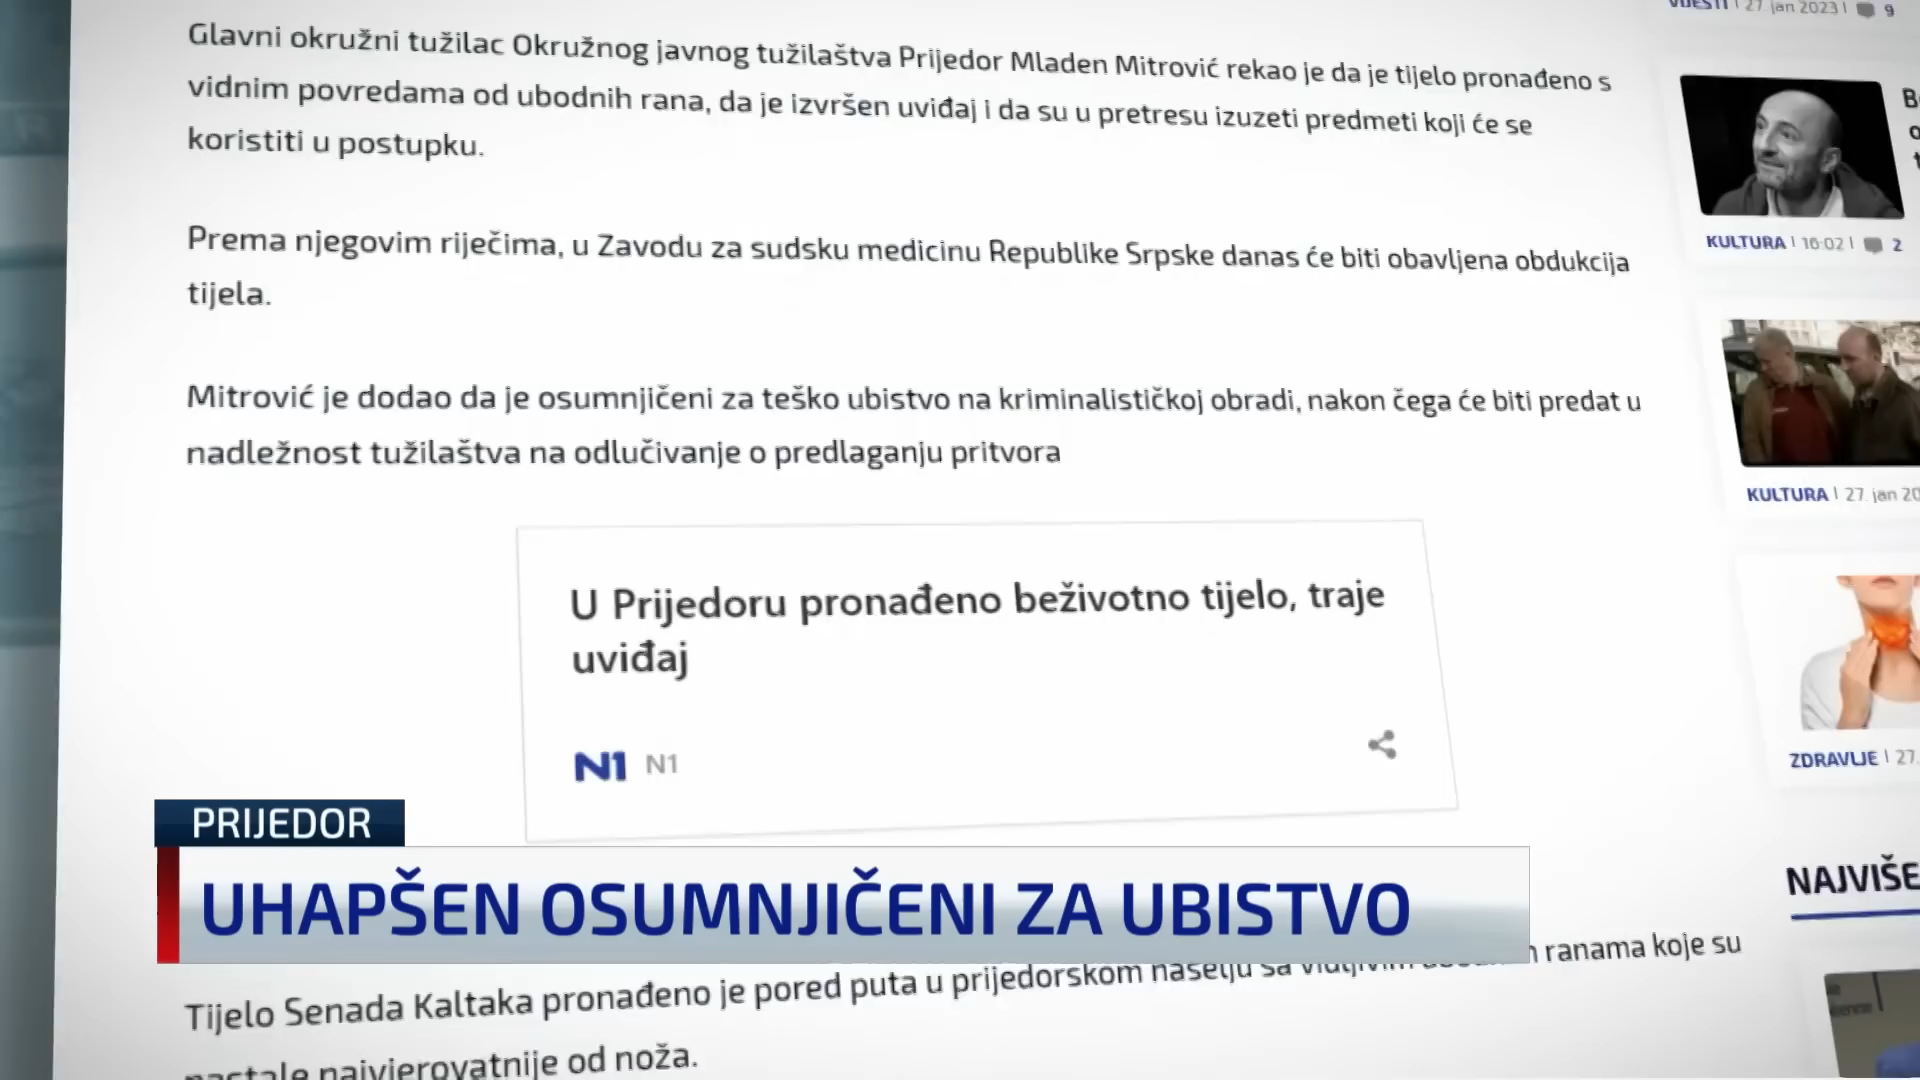 Glavni okružni tužilac Okružnog javnog tužilaštva Prijedor Mladen Mitrović rekao je da je tijelo pronađeno s
vidnim povredama od ubodnih rana, da je izvršen uviđaj i da su u pretresu izuzeti predmeti koji će se
koristiti u postupku.
Prema njegovim riječima, u Zavodu za sudsku medicinu Republike Srpske danas će biti obavljena obdukcija
tijela.
Mitrović je dodao da je osumnjičeni za teško ubistvo na kriminalističkoj obradi, nakon čega će biti predat u
nadležnost tužilaštva na odlučivanje o predlaganju pritvora
U Prijedoru pronađeno beživotno tijelo, traje
uviđaj
N1 N1
PRIJEDOR
UHAPŠEN OSUMNJIČENI ZA UBISTVO
Tijelo Senada Kaltaka pronađeno je pored puta u prijedorskom naselju sa ranama koje su
najvjerovatnije od noža.
VIJESTI | 27. jan 2023 | 9
KULTURA | 16:02 | 2
KULTURA | 27. jan
ZDRAVLJE | 27.
NAJVIŠE